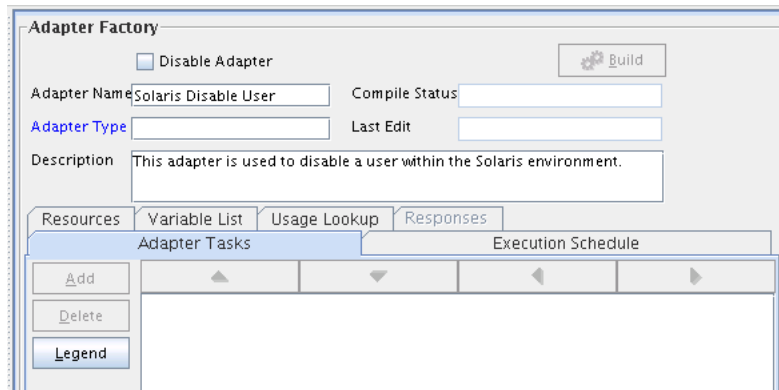 Adapter Factory
Disable Adapter
Build
Adapter Name Solaris Disable User Compile Status
Adapter Type Last Edit
Description This adapter is used to disable a user within the Solaris environment.
Resources Variable List Usage Lookup Responses
Adapter Tasks Execution Schedule
Add
Delete
Legend